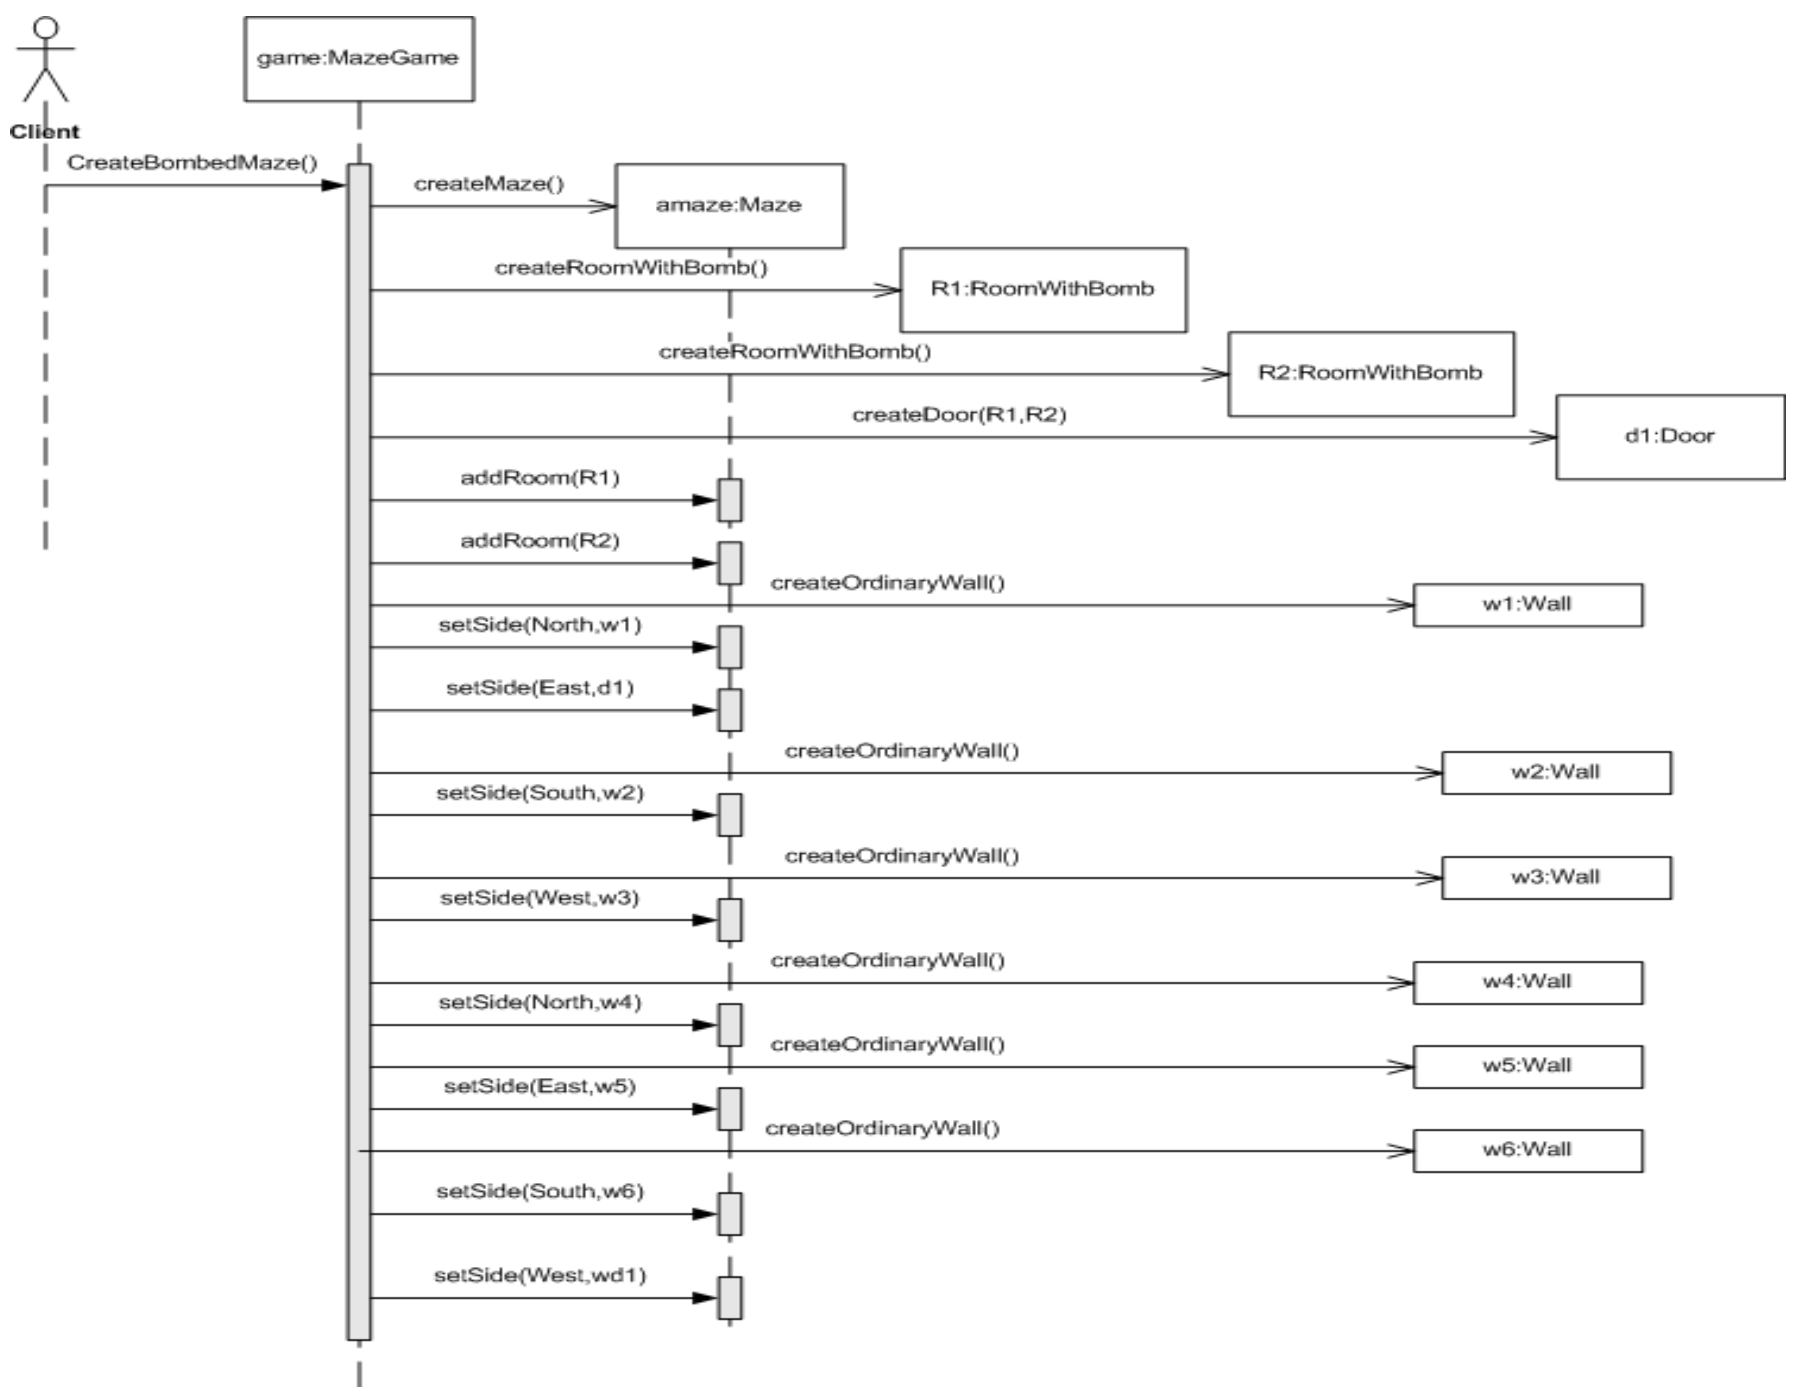 game:MazeGame
Client
CreateBombedMaze()
createMaze()
amaze:Maze
createRoomWithBomb()
R1:RoomWithBomb
createRoomWithBomb()
R2:RoomWithBomb
createDoor(R1,R2)
d1:Door
addRoom(R1)
addRoom(R2)
createOrdinaryWall()
w1:Wall
setSide(North,w1)
setSide(East,d1)
createOrdinaryWall()
w2:Wall
setSide(South,w2)
createOrdinaryWall()
w3:Wall
setSide(West,w3)
createOrdinaryWall()
w4:Wall
setSide(North,w4)
createOrdinaryWall()
w5:Wall
setSide(East,w5)
createOrdinaryWall()
w6:Wall
setSide(South,w6)
setSide(West,wd1)